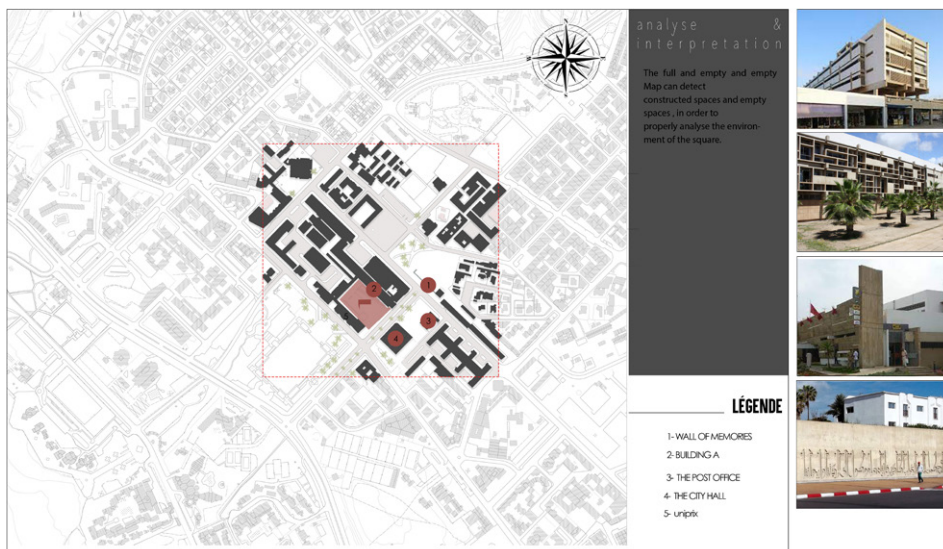 analyse &
interpretation
The full and empty and empty
Map can detect
constructed spaces and empty
spaces , in order to
properly analyse the environ-
ment of the square.
N
2
1
3
4
LÉGENDE
1- WALL OF MEMORIES
2- BUILDING A
3- THE POST OFFICE
4- THE CITY HALL
5- uniprix